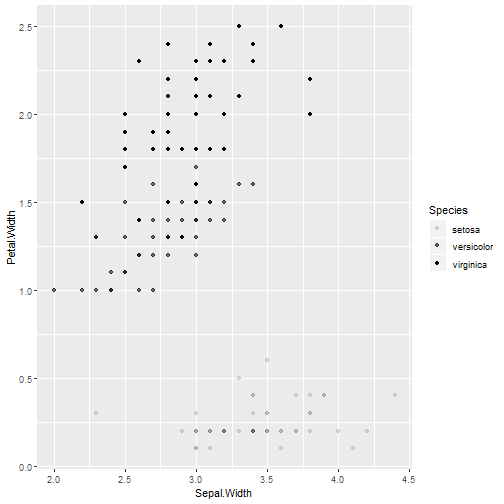 2.5
2.0
1.5
1.0
0.5
0.0
Petal.Width
2.0 2.5 3.0 3.5 4.0 4.5
Sepal.Width
Species
setosa
versicolor
virginica